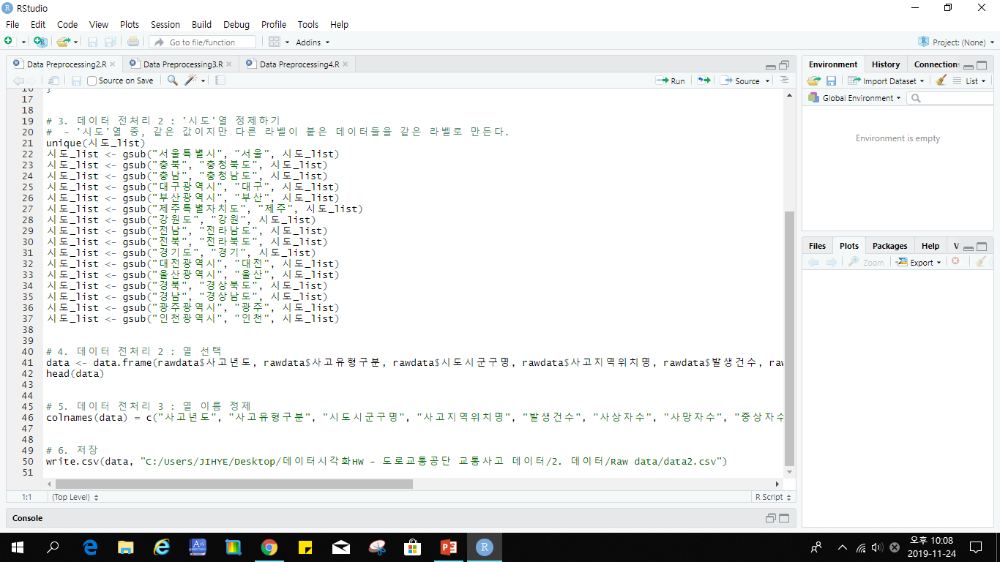 RStudio
File Edit Code View Plots Session Build Debug Profile Tools Help
Go to file/function Addins Project: (None)
Data Preprocessing2.R Data Preprocessing3.R Data Preprocessing4.R
Source on Save Run Source
16 }
17
18
19 # 3. 데이터 전처리 2 : '시도'열 정제하기
20 # - '시도'열 중, 같은 값이지만 다른 라벨이 붙은 데이터들을 같은 라벨로 만든다.
21 unique(시도_list)
22 시도_list <- gsub("서울특별시", "서울", 시도_list)
23 시도_list <- gsub("충북", "충청북도", 시도_list)
24 시도_list <- gsub("충남", "충청남도", 시도_list)
25 시도_list <- gsub("대구광역시", "대구", 시도_list)
26 시도_list <- gsub("부산광역시", "부산", 시도_list)
27 시도_list <- gsub("제주특별자치도", "제주", 시도_list)
28 시도_list <- gsub("강원도", "강원", 시도_list)
29 시도_list <- gsub("전남", "전라남도", 시도_list)
30 시도_list <- gsub("전북", "전라북도", 시도_list)
31 시도_list <- gsub("경기도", "경기", 시도_list)
32 시도_list <- gsub("대전광역시", "대전", 시도_list)
33 시도_list <- gsub("울산광역시", "울산", 시도_list)
34 시도_list <- gsub("경북", "경상북도", 시도_list)
35 시도_list <- gsub("경남", "경상남도", 시도_list)
36 시도_list <- gsub("광주광역시", "광주", 시도_list)
37 시도_list <- gsub("인천광역시", "인천", 시도_list)
38
39
40 # 4. 데이터 전처리 2 : 열 선택
41 data <- data.frame(rawdata$사고년도, rawdata$사고유형구분, rawdata$시도시군구명, rawdata$사고지역위치명, rawdata$발생건수, raw
42 head(data)
43
44
45 # 5. 데이터 전처리 3 : 열 이름 정제
46 colnames(data) = c("사고년도", "사고유형구분", "시도시군구명", "사고지역위치명", "발생건수", "사상자수", "사망자수", "중상자수
47
48
49 # 6. 저장
50 write.csv(data, "C:/Users/JIHYE/Desktop/데이터시각화HW - 도로교통공단 교통사고 데이터/2. 데이터/Raw data/data2.csv")
51
1:1 (Top Level) R Script
Console
Environment History Connections
Import Dataset List
Global Environment
Environment is empty
Files Plots Packages Help V
Zoom Export
오후 10:08
2019-11-24